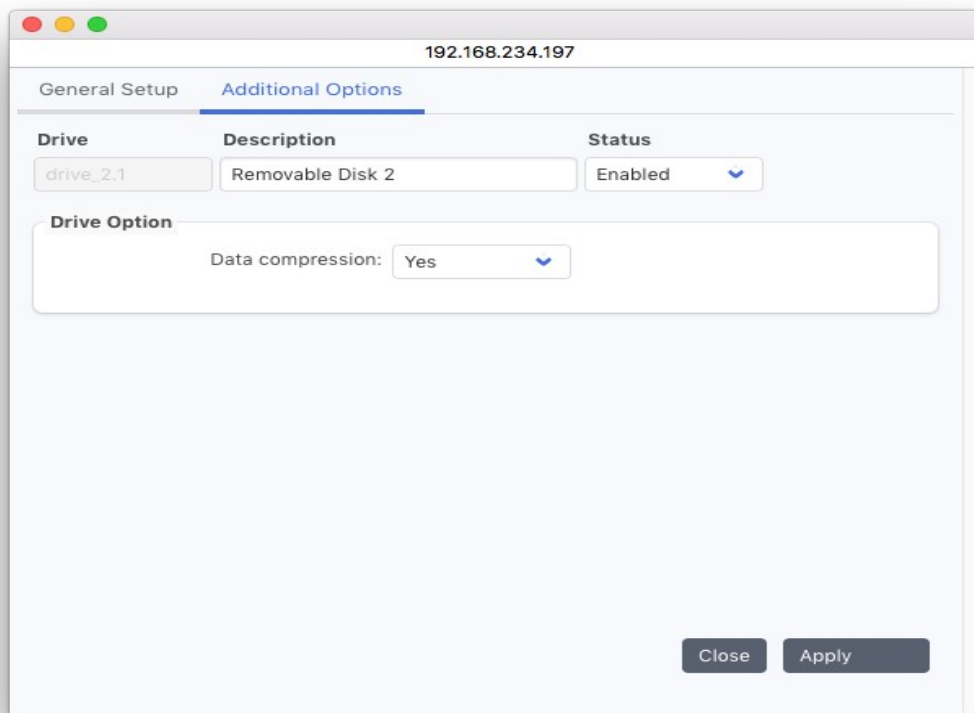 192.168.234.197
General Setup Additional Options
Drive Description Status
drive_2.1 Removable Disk 2 Enabled
Drive Option
Data compression: Yes
Close Apply